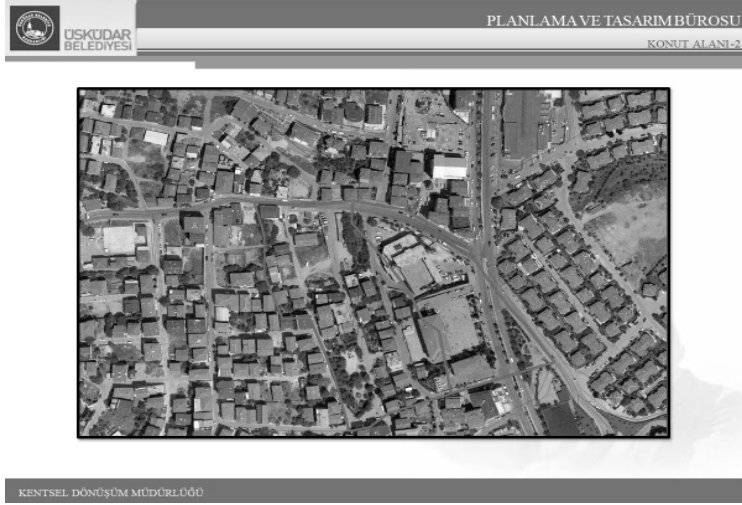 PLANLAMA VE TASARIM BÜROSU
ÜSKÜDAR
BELEDİYESİ
KONUT ALANI-2
KENTSEL DÖNÜŞÜM MÜDÜRLÜĞÜ